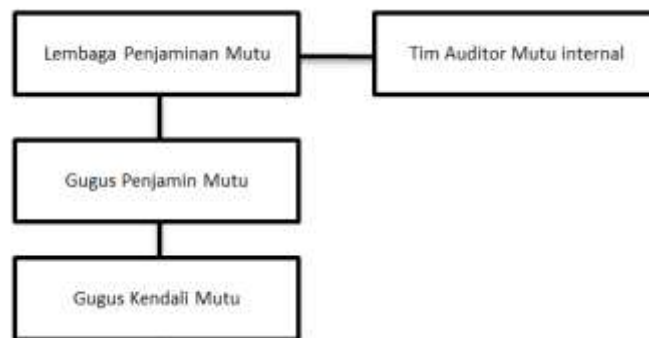 Lembaga Penjaminan Mutu
Tim Auditor Mutu internal
Gugus Penjamin Mutu
Gugus Kendali Mutu